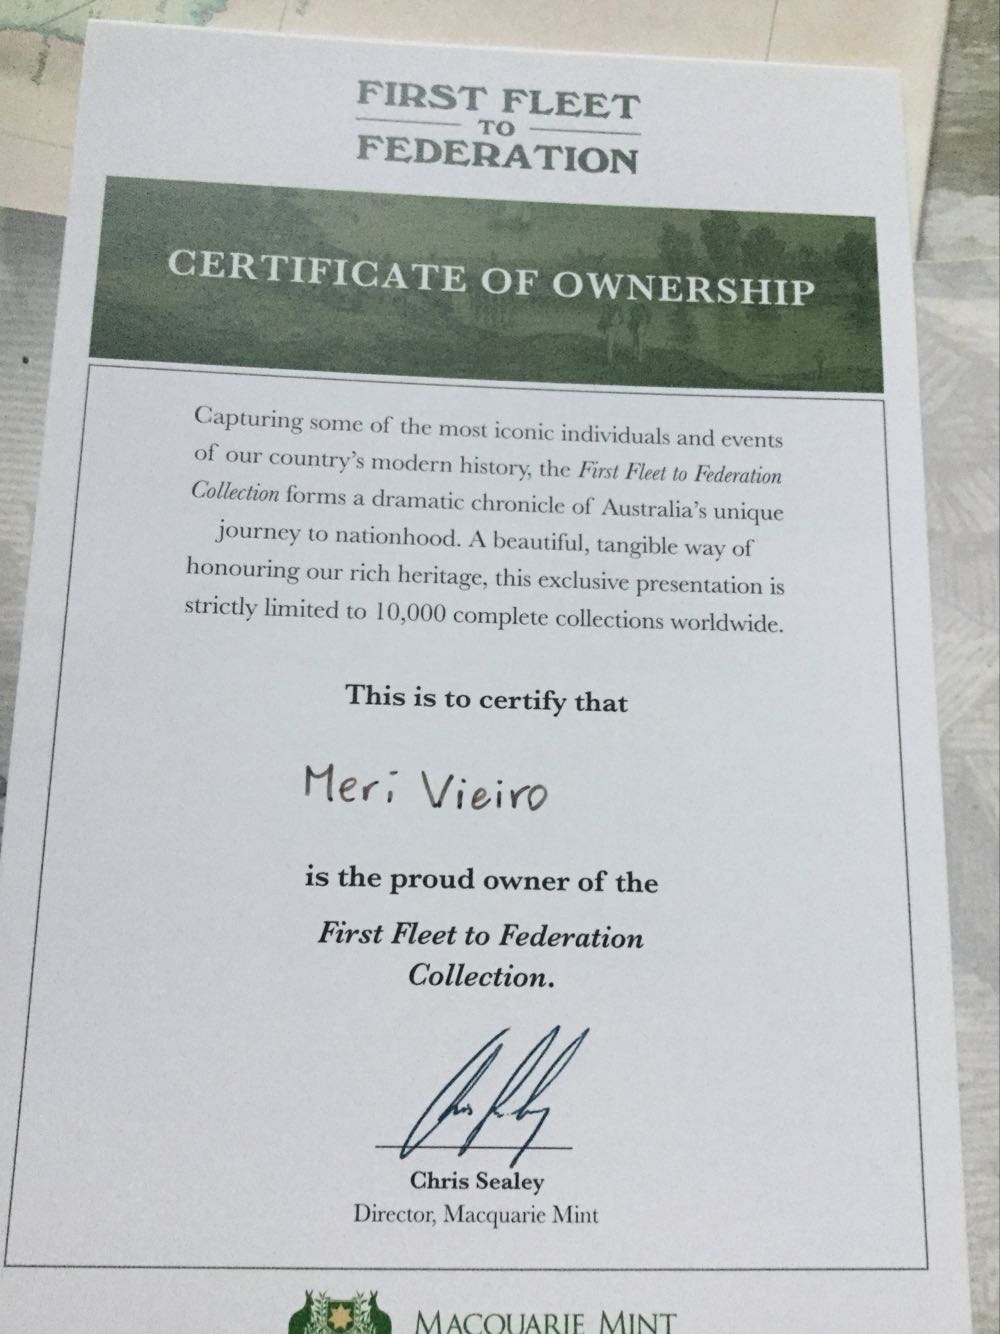 FIRST FLEET
TO
FEDERATION
CERTIFICATE OF OWNERSHIP
Capturing some of the most iconic individuals and events
of our country's modern history, the First Fleet to Federation
Collection forms a dramatic chronicle of Australia's unique
journey to nationhood. A beautiful, tangible way of
honouring our rich heritage, this exclusive presentation is
strictly limited to 10,000 complete collections worldwide.
This is to certify that
Meri Vieiro
is the proud owner of the
First Fleet to Federation
Collection.
Chris Sealey
Director, Macquarie Mint
MACQUARIE MINT